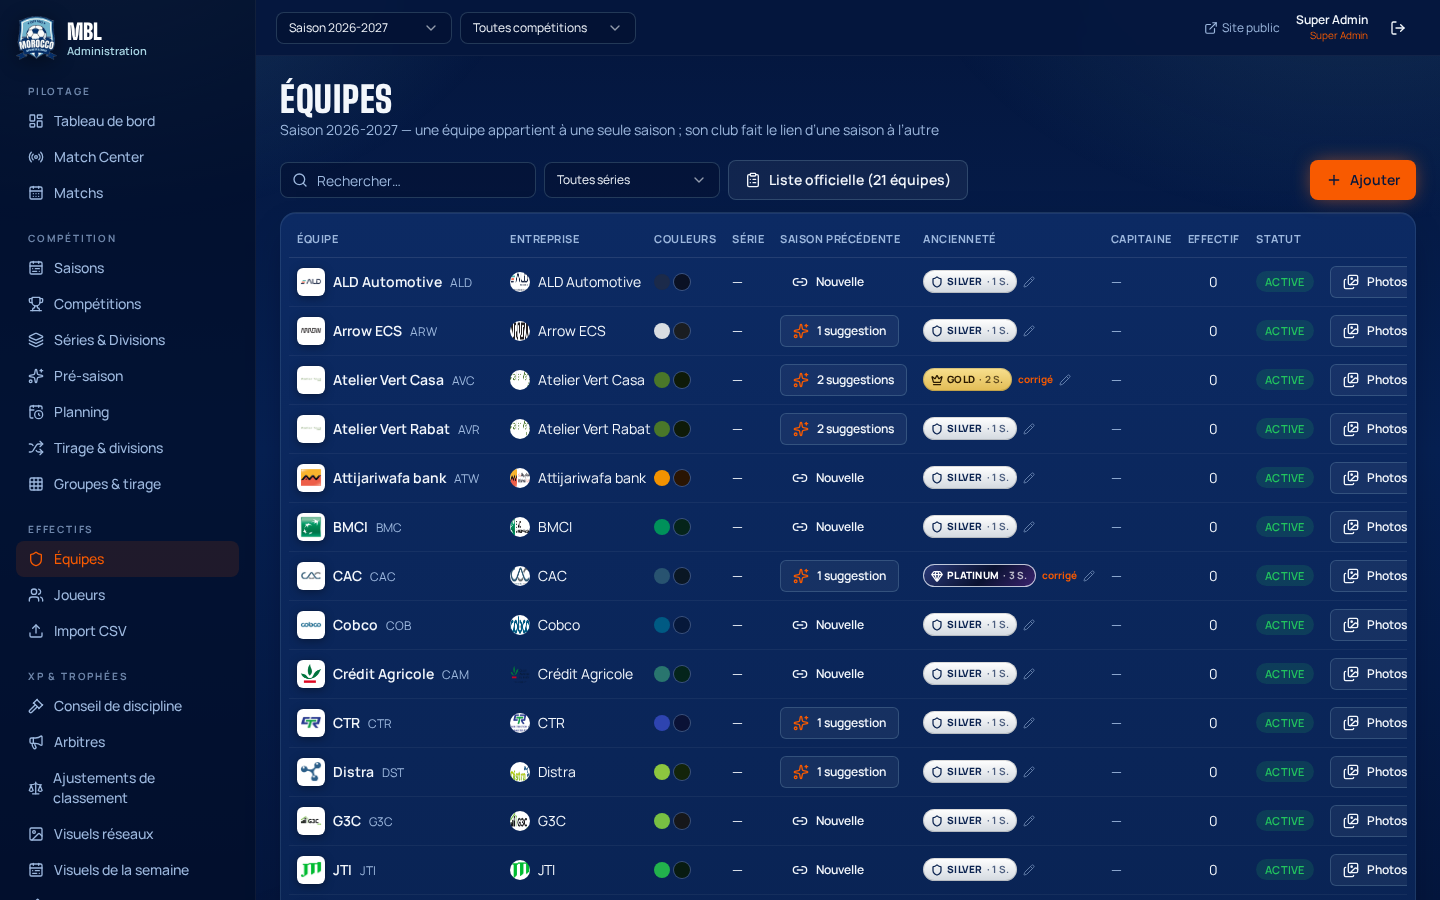 MBL
Administration
PILOTAGE
Tableau de bord
Match Center
Matchs
COMPÉTITION
Saisons
Compétitions
Séries & Divisions
Pré-saison
Planning
Tirage & divisions
Groupes & tirage
EFFECTIFS
Équipes
Joueurs
Import CSV
XP & TROPHÉES
Conseil de discipline
Arbitres
Ajustements de
classement
Visuels réseaux
Visuels de la semaine
Saison 2026-2027
Toutes compétitions
Site public
Super Admin
Super Admin
ÉQUIPES
Saison 2026-2027 — une équipe appartient à une seule saison ; son club fait le lien d'une saison à l'autre
Rechercher...
Toutes séries
Liste officielle (21 équipes)
Ajouter
ÉQUIPE ENTREPRISE COULEURS SÉRIE SAISON PRÉCÉDENTE ANCIENNETÉ CAPITAINE EFFECTIF STATUT
ALD Automotive ALD ALD Automotive — Nouvelle SILVER · 1 S. — 0 ACTIVE Photos
Arrow ECS ARW Arrow ECS — 1 suggestion SILVER · 1 S. — 0 ACTIVE Photos
Atelier Vert Casa AVC Atelier Vert Casa — 2 suggestions GOLD · 2 S. corrigé — 0 ACTIVE Photos
Atelier Vert Rabat AVR Atelier Vert Rabat — 2 suggestions SILVER · 1 S. — 0 ACTIVE Photos
Attijariwafa bank ATW Attijariwafa bank — Nouvelle SILVER · 1 S. — 0 ACTIVE Photos
BMCI BMC BMCI — Nouvelle SILVER · 1 S. — 0 ACTIVE Photos
CAC CAC CAC — 1 suggestion PLATINUM · 3 S. corrigé — 0 ACTIVE Photos
Cobco COB Cobco — Nouvelle SILVER · 1 S. — 0 ACTIVE Photos
Crédit Agricole CAM Crédit Agricole — Nouvelle SILVER · 1 S. — 0 ACTIVE Photos
CTR CTR CTR — 1 suggestion SILVER · 1 S. — 0 ACTIVE Photos
Distra DST Distra — 1 suggestion SILVER · 1 S. — 0 ACTIVE Photos
G3C G3C G3C — Nouvelle SILVER · 1 S. — 0 ACTIVE Photos
JTI JTI JTI — Nouvelle SILVER · 1 S. — 0 ACTIVE Photos